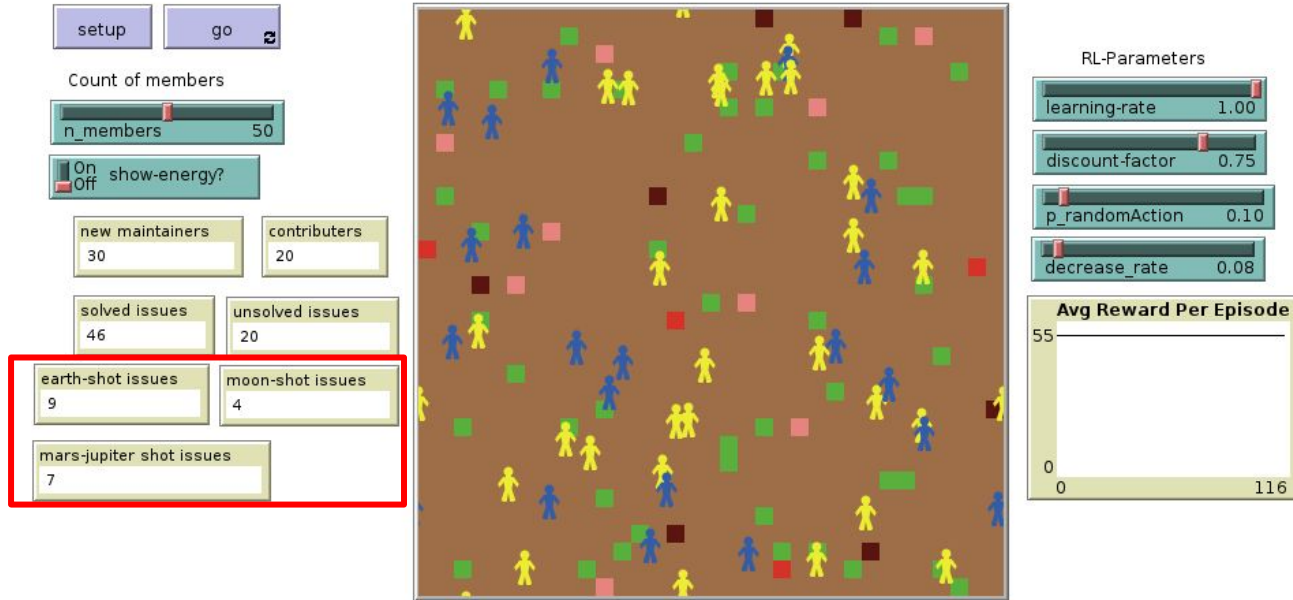 setup
go
Count of members
n_members 50
On
Off
show-energy?
new maintainers
30
contributers
20
solved issues
46
unsolved issues
20
earth-shot issues
9
moon-shot issues
4
mars-jupiter shot issues
7
RL-Parameters
learning-rate 1.00
discount-factor 0.75
p_randomAction 0.10
decrease_rate 0.08
Avg Reward Per Episode
55
0
0 116